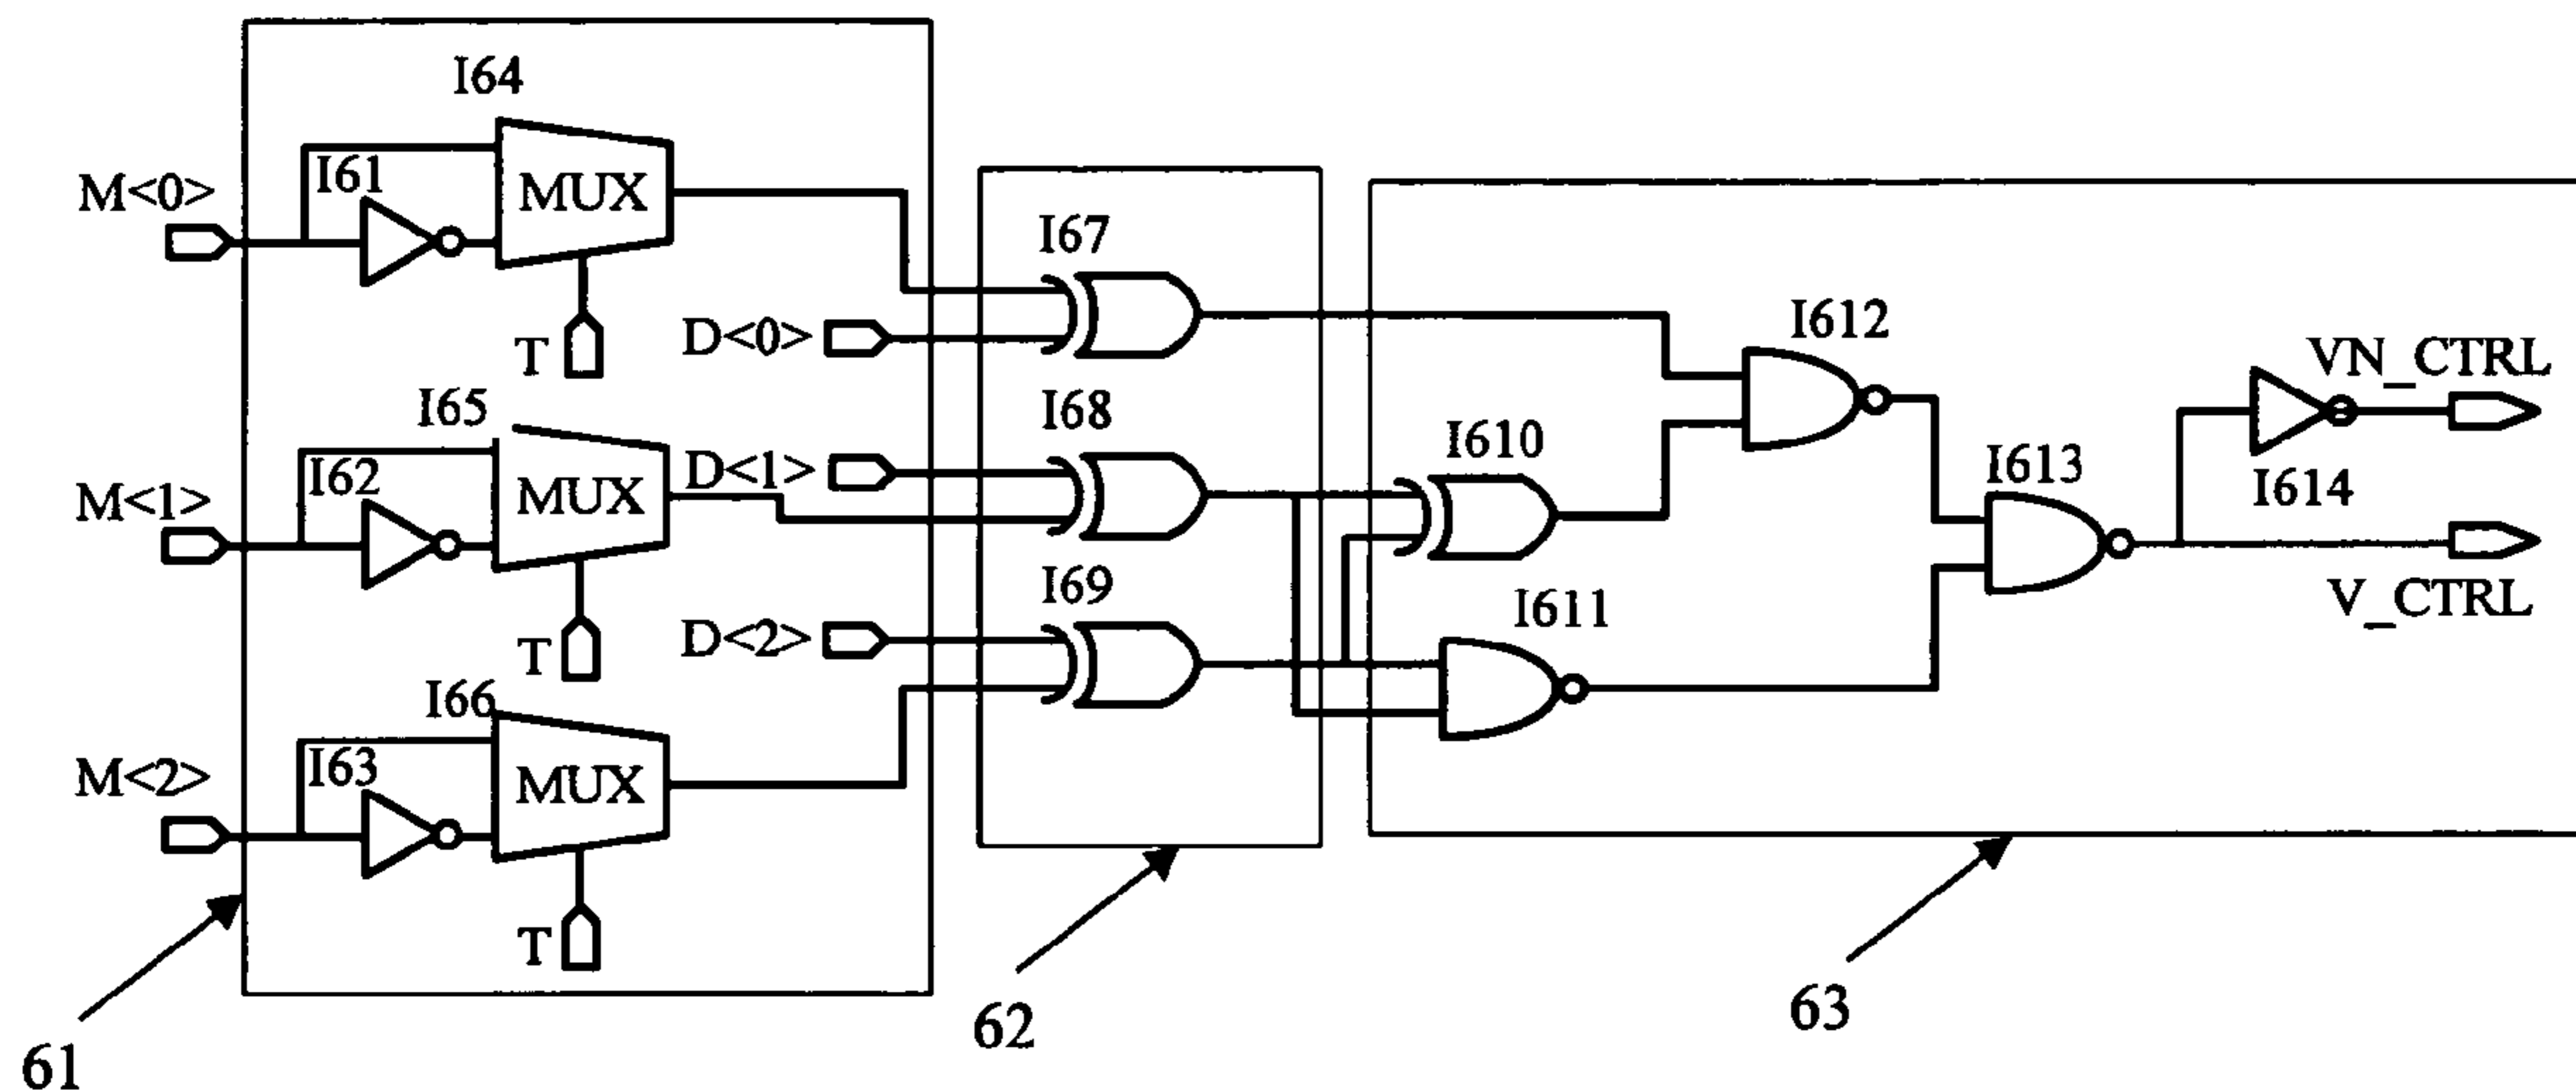 I64
M<0>
I61
MUX
T
I65
M<1>
I62
MUX
T
I66
M<2>
I63
MUX
T
61
D<0>
D<1>
D<2>
I67
I68
I69
62
I610
I611
I612
I613
I614
VN_CTRL
V_CTRL
63